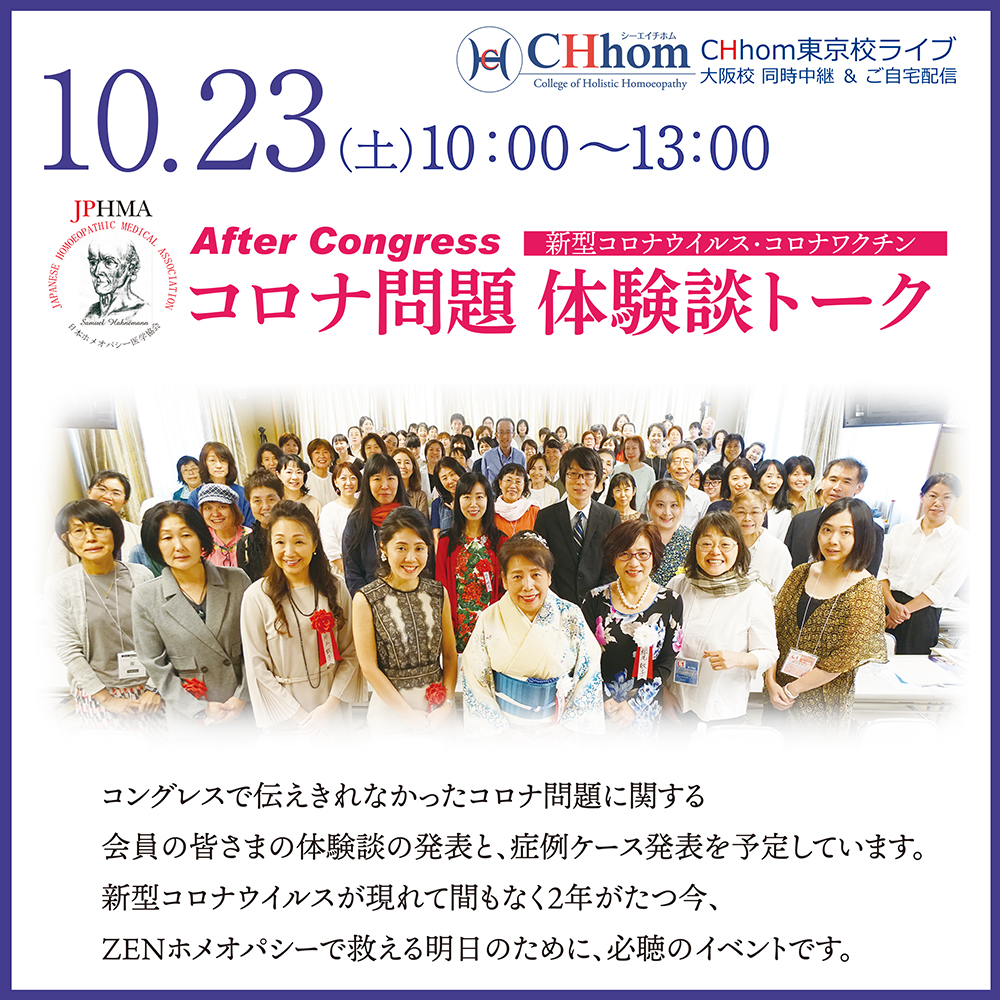 シーエイチホム
CHhom
College of Holistic Homoeopathy
CHhom東京校ライブ
大阪校 同時中継 & ご自宅配信
10.23(土)10:00～13:00
JPHMA
JAPANESE HOMOEOPATHIC MEDICAL ASSOCIATION
Samuel Hahnemann
日本ホメオパシー医学協会
After Congress
新型コロナウイルス・コロナワクチン
コロナ問題 体験談トーク
コングレスで伝えきれなかったコロナ問題に関する
会員の皆さまの体験談の発表と、症例ケース発表を予定しています。
新型コロナウイルスが現れて間もなく2年がたつ今、
ZENホメオパシーで救える明日のために、必聴のイベントです。